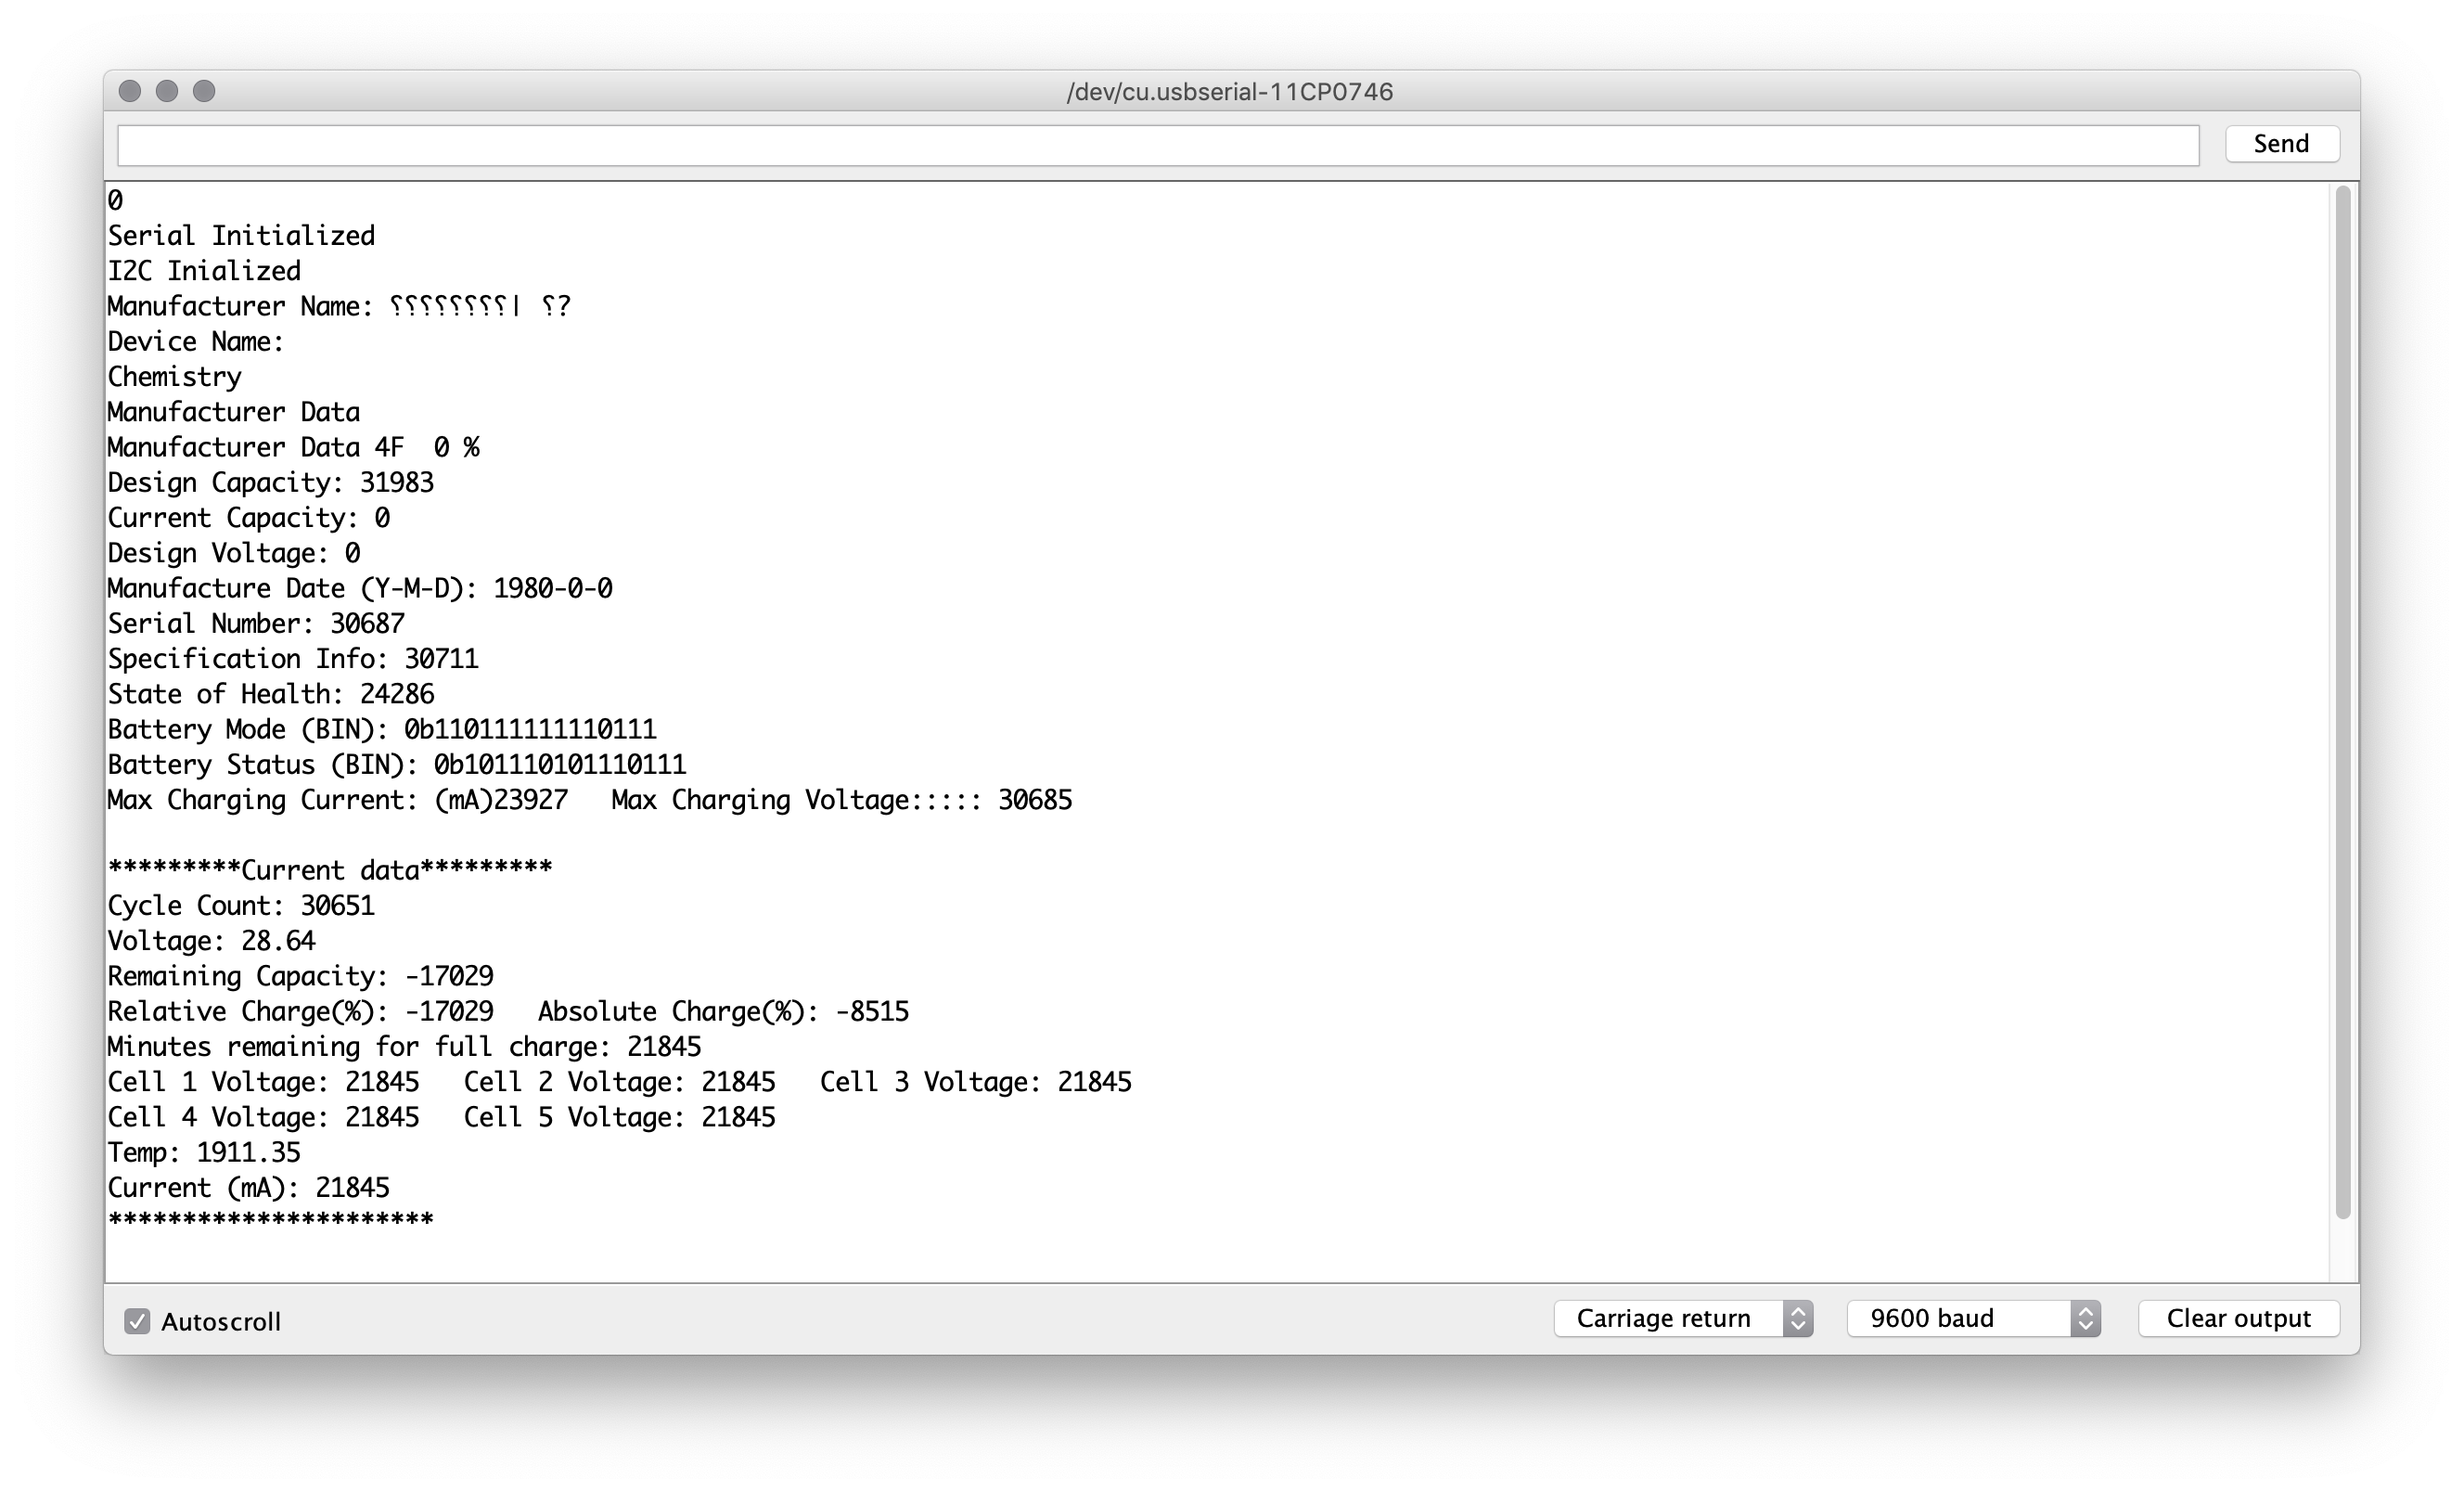 /dev/cu.usbserial-11CP0746
Send
0
Serial Initialized
I2C Inialized
Manufacturer Name: ⸮⸮⸮⸮⸮⸮⸮⸮| ⸮?
Device Name:
Chemistry
Manufacturer Data
Manufacturer Data 4F  0 %
Design Capacity: 31983
Current Capacity: 0
Design Voltage: 0
Manufacture Date (Y-M-D): 1980-0-0
Serial Number: 30687
Specification Info: 30711
State of Health: 24286
Battery Mode (BIN): 0b110111111110111
Battery Status (BIN): 0b101110101110111
Max Charging Current: (mA)23927   Max Charging Voltage::::: 30685
*********Current data*********
Cycle Count: 30651
Voltage: 28.64
Remaining Capacity: -17029
Relative Charge(%): -17029   Absolute Charge(%): -8515
Minutes remaining for full charge: 21845
Cell 1 Voltage: 21845   Cell 2 Voltage: 21845   Cell 3 Voltage: 21845
Cell 4 Voltage: 21845   Cell 5 Voltage: 21845
Temp: 1911.35
Current (mA): 21845
**********************
Autoscroll
Carriage return
9600 baud
Clear output